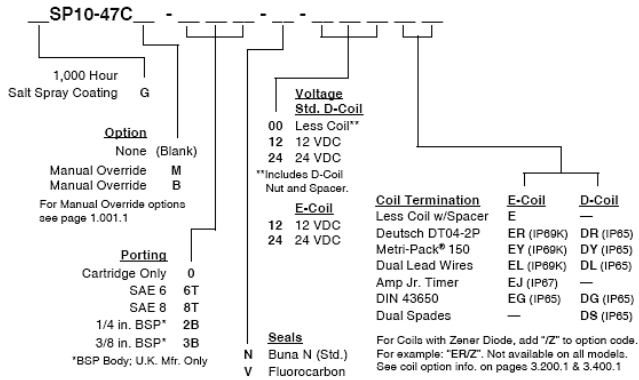 __SP10-47C__ - __ __ __ - __ - __ __ __ __ __
1,000 Hour
Salt Spray Coating G
Option
None (Blank)
Manual Override M
Manual Override B
For Manual Override options
see page 1.001.1
Porting
Cartridge Only 0
SAE 6 6T
SAE 8 8T
1/4 in. BSP* 2B
3/8 in. BSP* 3B
*BSP Body; U.K. Mfr. Only
Seals
N Buna N (Std.)
V Fluorocarbon
Voltage
Std. D-Coil
00 Less Coil**
12 12 VDC
24 24 VDC
**Includes D-Coil
Nut and Spacer.
E-Coil
12 12 VDC
24 24 VDC
Coil Termination E-Coil D-Coil
Less Coil w/Spacer E —
Deutsch DT04-2P ER (IP69K) DR (IP65)
Metri-Pack® 150 EY (IP69K) DY (IP65)
Dual Lead Wires EL (IP69K) DL (IP65)
Amp Jr. Timer EJ (IP67) —
DIN 43650 EG (IP65) DG (IP65)
Dual Spades — DS (IP65)
For Coils with Zener Diode, add "/Z" to option code.
For example: "ER/Z". Not available on all models.
See coil option info. on pages 3.200.1 & 3.400.1